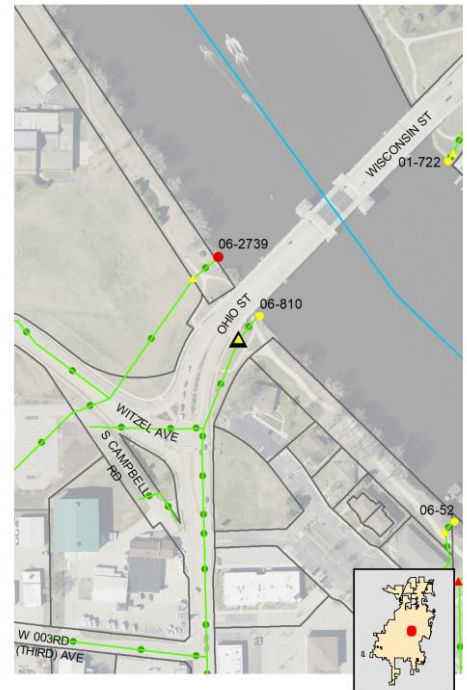 WISCONSIN ST
01-722
06-2739
OHIO ST
06-810
WITZEL AVE
S CAMPBELL
RD
06-52
W 003RD
(THIRD) AVE